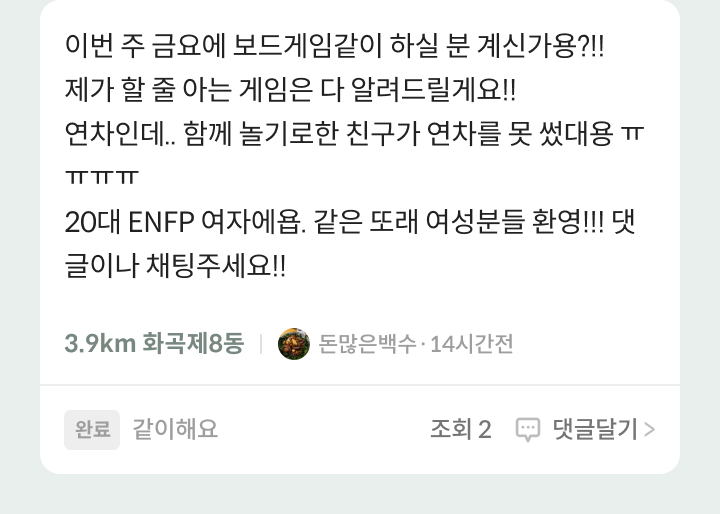 이번 주 금요에 보드게임같이 하실 분 계신가용?!!
제가 할 줄 아는 게임은 다 알려드릴게요!!
연차인데.. 함께 놀기로한 친구가 연차를 못 썼대용 ㅠ
ㅠㅠㅠ
20대 ENFP 여자에욥. 같은 또래 여성분들 환영!!! 댓
글이나 채팅주세요!!
3.9km 화곡제8동 | 돈많은백수 · 14시간전
완료 같이해요 조회 2 댓글달기 >